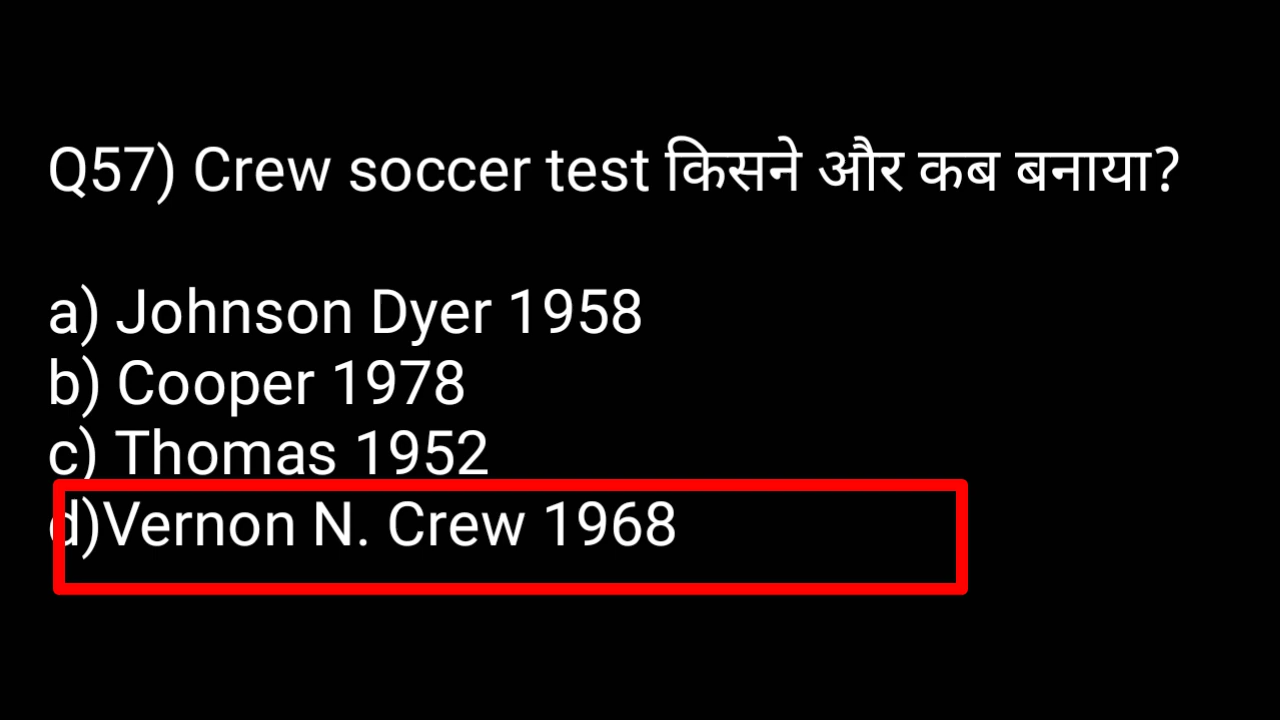 Q57) Crew soccer test किसने और कब बनाया?
a) Johnson Dyer 1958
b) Cooper 1978
c) Thomas 1952
d)Vernon N. Crew 1968